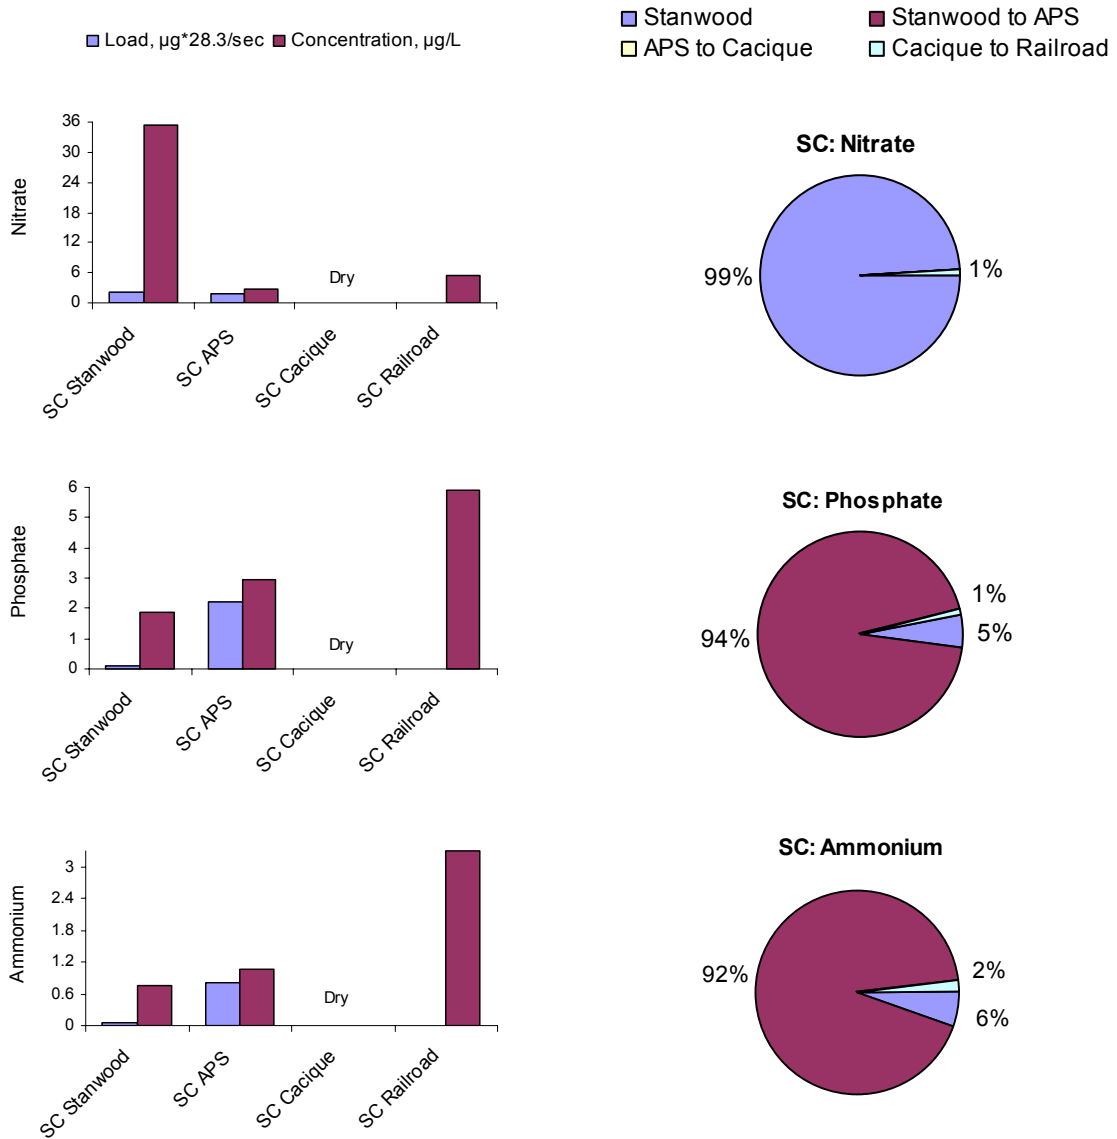 Load, µg*28.3/sec Concentration, µg/L
Stanwood Stanwood to APS
APS to Cacique Cacique to Railroad
Nitrate
36
30
24
18
12
6
0
Dry
SC Stanwood
SC APS
SC Cacique
SC Railroad
SC: Nitrate
99%
1%
Phosphate
6
5
4
3
2
1
0
Dry
SC Stanwood
SC APS
SC Cacique
SC Railroad
SC: Phosphate
94%
1%
5%
Ammonium
3
2.4
1.8
1.2
0.6
0
Dry
SC Stanwood
SC APS
SC Cacique
SC Railroad
SC: Ammonium
92%
2%
6%